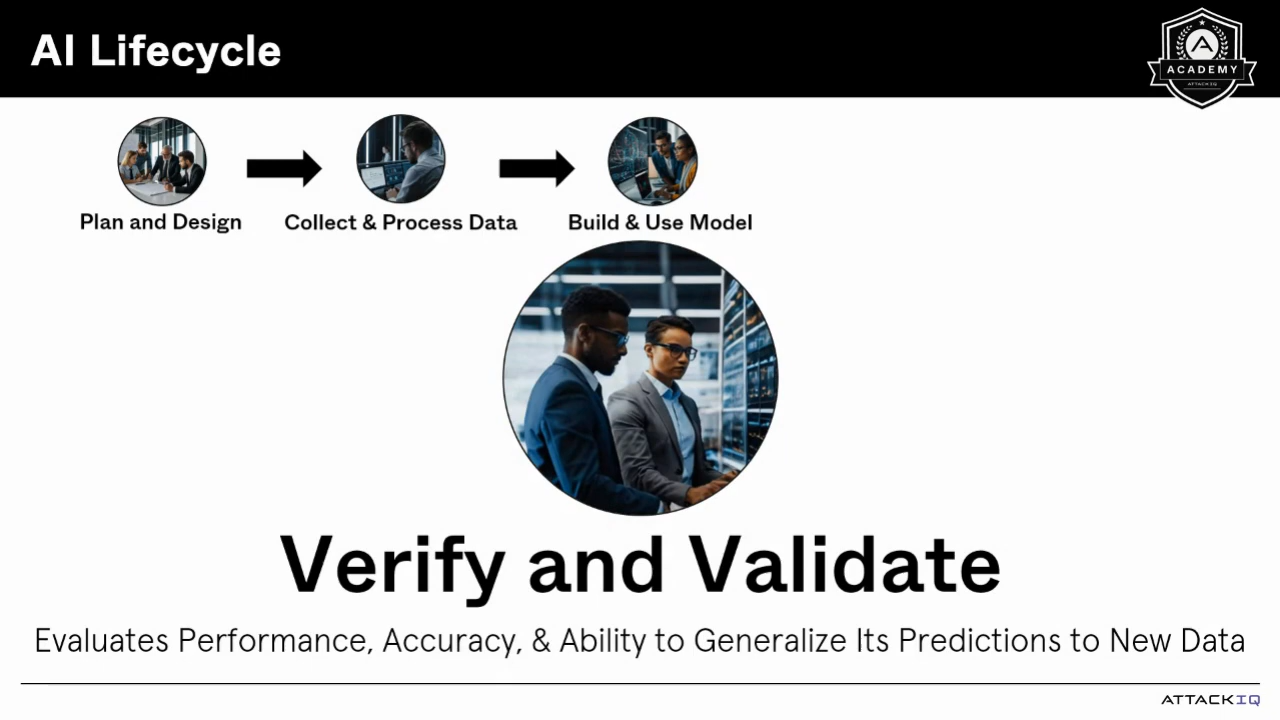 AI Lifecycle
ACADEMY
ATTACKIQ
Plan and Design
Collect & Process Data
Build & Use Model
Verify and Validate
Evaluates Performance, Accuracy, & Ability to Generalize Its Predictions to New Data
ATTACKIQ